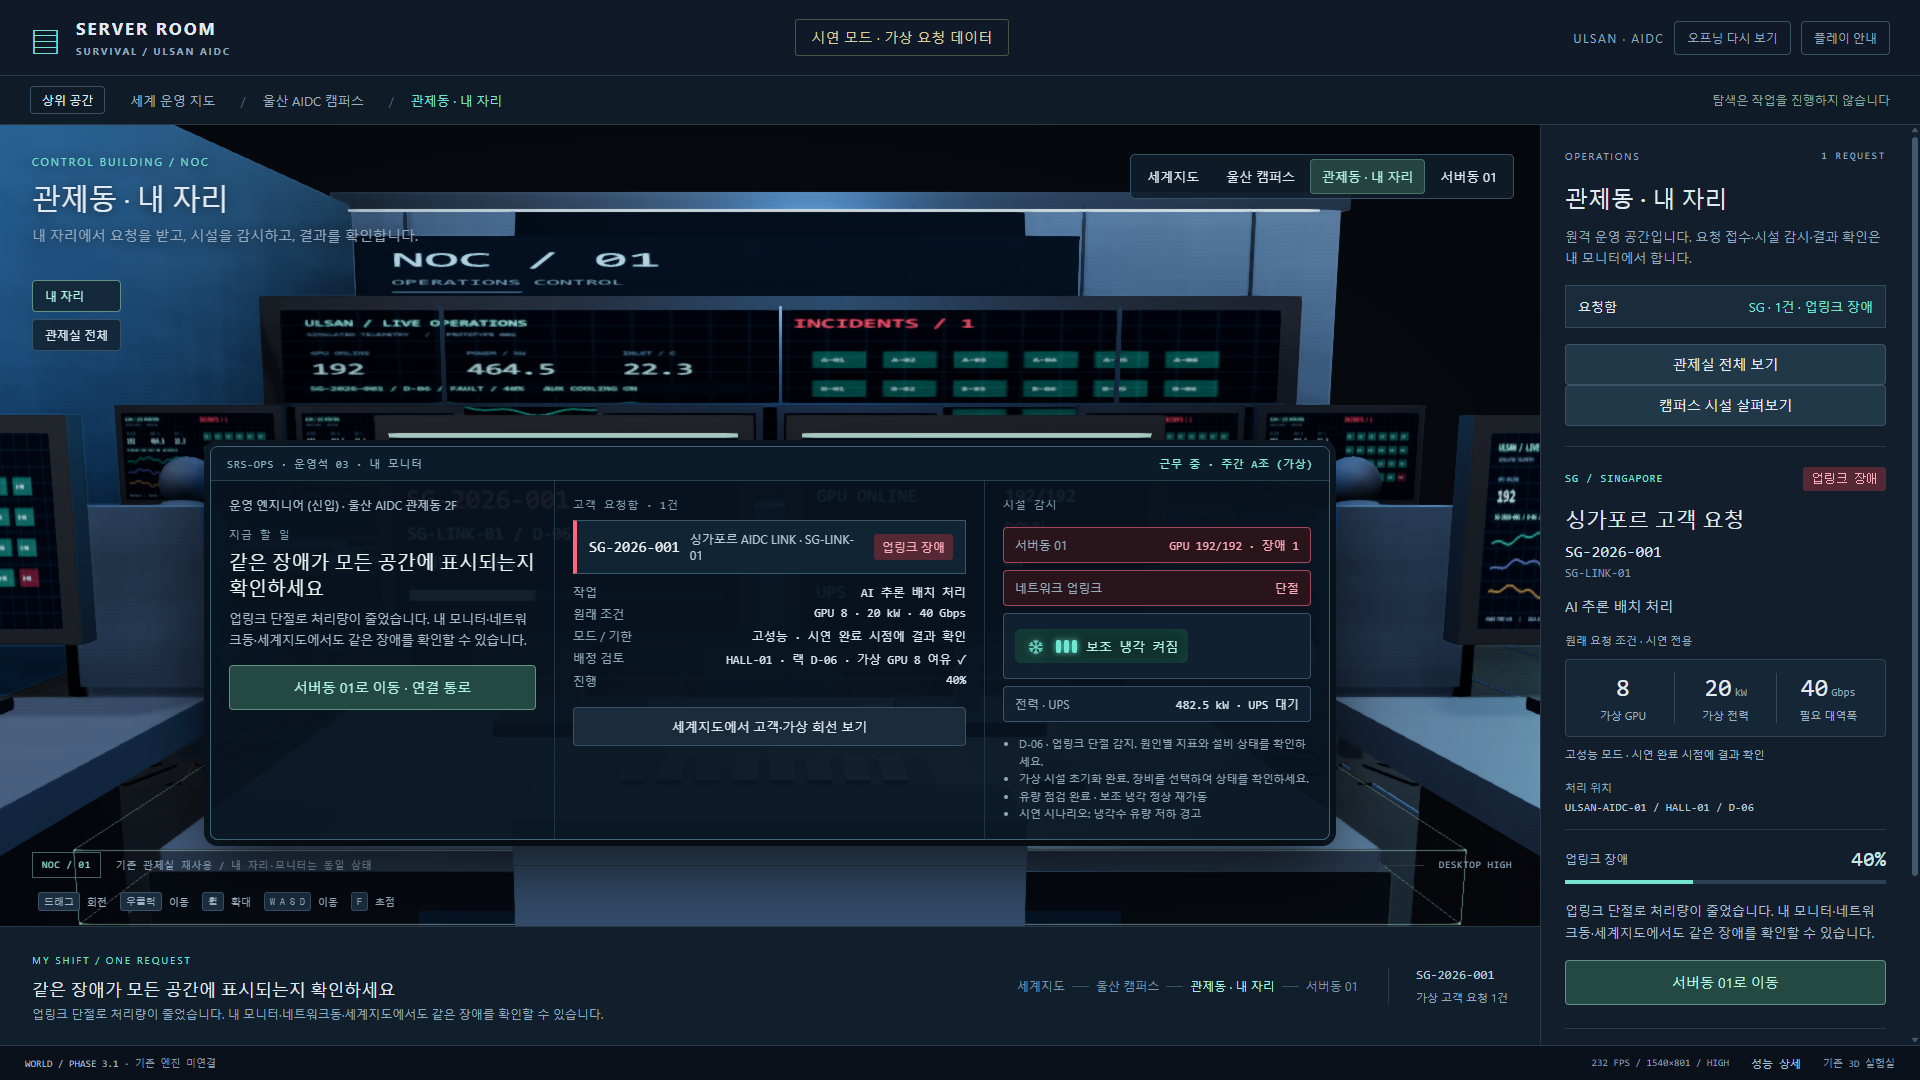 SERVER ROOM
SURVIVAL / ULSAN AIDC
시연 모드 · 가상 요청 데이터
ULSAN · AIDC
오프닝 다시 보기
플레이 안내
상위 공간
세계 운영 지도 / 울산 AIDC 캠퍼스 / 관제동 · 내 자리
탐색은 작업을 진행하지 않습니다
CONTROL BUILDING / NOC
관제동 · 내 자리
내 자리에서 요청을 받고, 시설을 감시하고, 결과를 확인합니다.
내 자리
관제실 전체
세계지도
울산 캠퍼스
관제동 · 내 자리
서버동 01
NOC / 01
OPERATIONS CONTROL
ULSAN / LIVE OPERATIONS
GPU ONLINE
POWER / kW
INLET / C
192
464.5
22.3
SG-2026-001 / D-06 / FAULT / 40% AUX COOLING ON
INCIDENTS / 1
SRS-OPS · 운영석 03 · 내 모니터
근무 중 · 주간 A조 (가상)
운영 엔지니어 (신입) · 울산 AIDC 관제동 2F
지금 할 일
같은 장애가 모든 공간에 표시되는지
확인하세요
업링크 단절로 처리량이 줄었습니다. 내 모니터·네트워
크동·세계지도에서도 같은 장애를 확인할 수 있습니다.
서버동 01로 이동 · 연결 통로
고객 요청함 · 1건
SG-2026-001
싱가포르 AIDC LINK · SG-LINK-
01
업링크 장애
작업 AI 추론 배치 처리
원래 조건 GPU 8 · 20 kW · 40 Gbps
모드 / 기한 고성능 · 시연 완료 시점에 결과 확인
배정 검토 HALL-01 · 랙 D-06 · 가상 GPU 8 여유 ✓
진행 40%
세계지도에서 고객·가상 회선 보기
시설 감시
서버동 01 GPU 192/192 · 장애 1
네트워크 업링크 단절
보조 냉각 켜짐
전력 · UPS 482.5 kW · UPS 대기
• D-06 · 업링크 단절 감지. 원인별 지표와 설비 상태를 확인하
세요.
• 가상 시설 초기화 완료. 장비를 선택하여 상태를 확인하세요.
• 유량 점검 완료 · 보조 냉각 정상 재가동
• 시연 시나리오: 냉각수 유량 저하 경고
NOC / 01
기존 관제실 재사용 / 내 자리·모니터는 동일 상태
DESKTOP HIGH
드래그 회전 우클릭 이동 휠 확대 W A S D 이동 F 초점
MY SHIFT / ONE REQUEST
같은 장애가 모든 공간에 표시되는지 확인하세요
업링크 단절로 처리량이 줄었습니다. 내 모니터·네트워크동·세계지도에서도 같은 장애를 확인할 수 있습니다.
세계지도 — 울산 캠퍼스 — 관제동 · 내 자리 — 서버동 01
SG-2026-001
가상 고객 요청 1건
OPERATIONS
1 REQUEST
관제동 · 내 자리
원격 운영 공간입니다. 요청 접수·시설 감시·결과 확인은
내 모니터에서 합니다.
요청함 SG · 1건 · 업링크 장애
관제실 전체 보기
캠퍼스 시설 살펴보기
SG / SINGAPORE
업링크 장애
싱가포르 고객 요청
SG-2026-001
SG-LINK-01
AI 추론 배치 처리
원래 요청 조건 · 시연 전용
8
가상 GPU
20 kW
가상 전력
40 Gbps
필요 대역폭
고성능 모드 · 시연 완료 시점에 결과 확인
처리 위치
ULSAN-AIDC-01 / HALL-01 / D-06
업링크 장애 40%
업링크 단절로 처리량이 줄었습니다. 내 모니터·네트워
크동·세계지도에서도 같은 장애를 확인할 수 있습니다.
서버동 01로 이동
WORLD / PHASE 3.1 · 기존 엔진 미연결
232 FPS / 1540×801 / HIGH
성능 상세
기존 3D 실험실